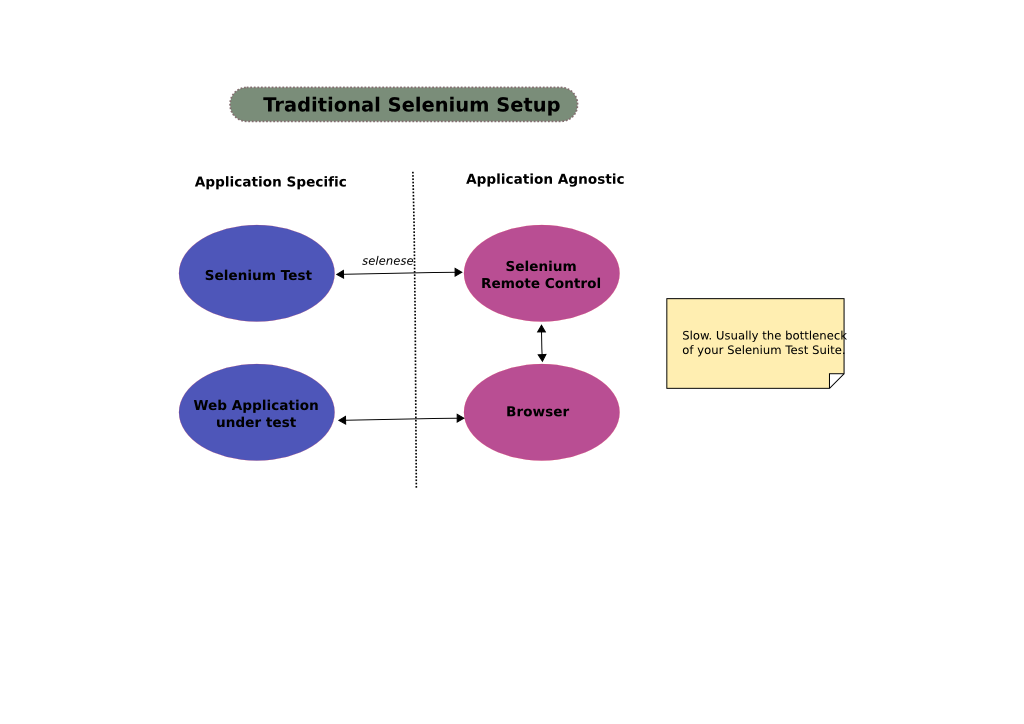 Traditional Selenium Setup
Application Specific
Application Agnostic
selenese
Selenium Test
Selenium
Remote Control
Slow. Usually the bottleneck
of your Selenium Test Suite.
Web Application
under test
Browser